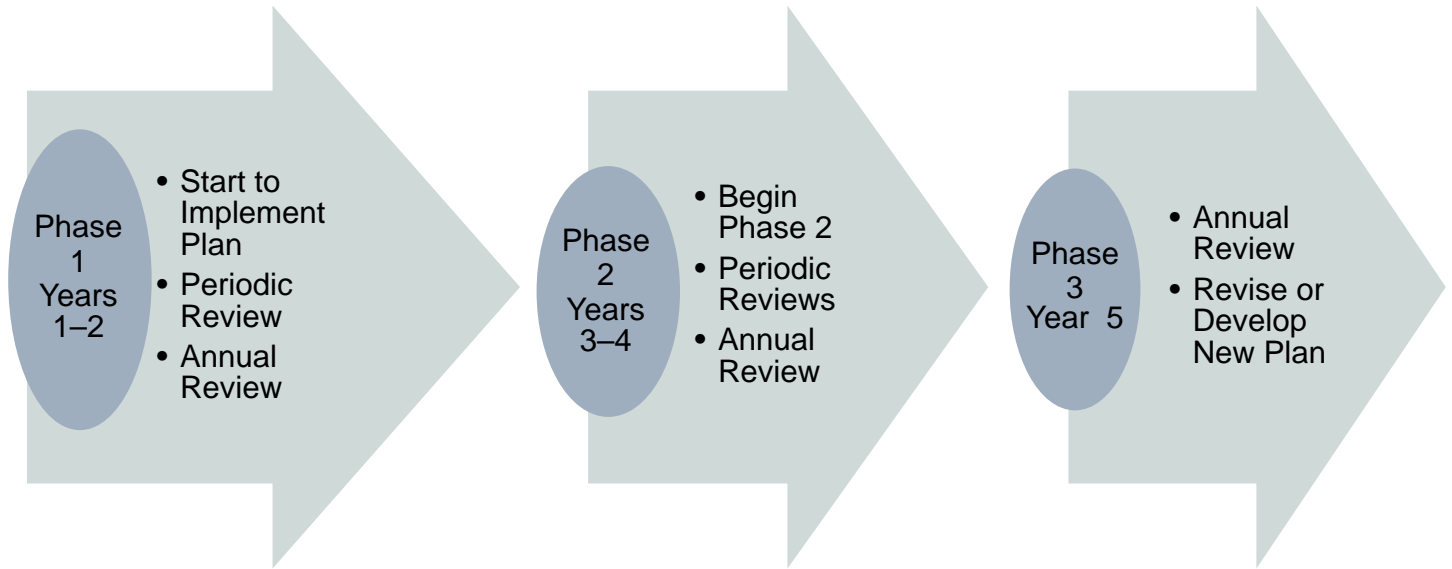 Phase
1
Years
1–2
• Start to
Implement
Plan
• Periodic
Review
• Annual
Review
Phase
2
Years
3–4
• Begin
Phase 2
• Periodic
Reviews
• Annual
Review
Phase
3
Year 5
• Annual
Review
• Revise or
Develop
New Plan